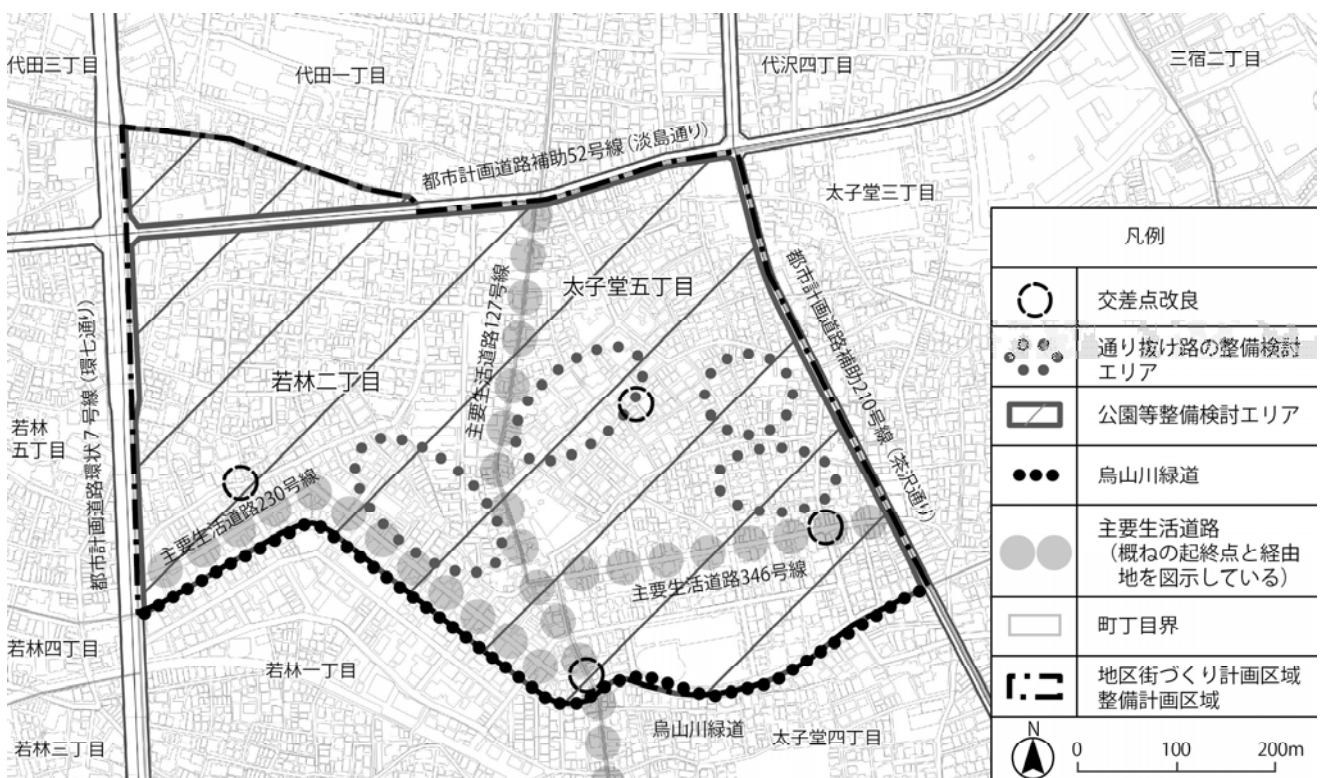 代田三丁目
代田一丁目
代沢四丁目
三宿二丁目
都市計画道路補助52号線(淡島通り)
太子堂三丁目
太子堂五丁目
主要生活道路127号線
都市計画道路補助210号線(茶沢通り)
若林二丁目
都市計画道路環状7号線(環七通り)
若林
五丁目
主要生活道路230号線
主要生活道路346号線
若林四丁目
若林一丁目
烏山川緑道
太子堂四丁目
若林三丁目
凡例
交差点改良
通り抜け路の整備検討
エリア
公園等整備検討エリア
烏山川緑道
主要生活道路
(概ねの起終点と経由
地を図示している)
町丁目界
地区街づくり計画区域
整備計画区域
N
0 100 200m